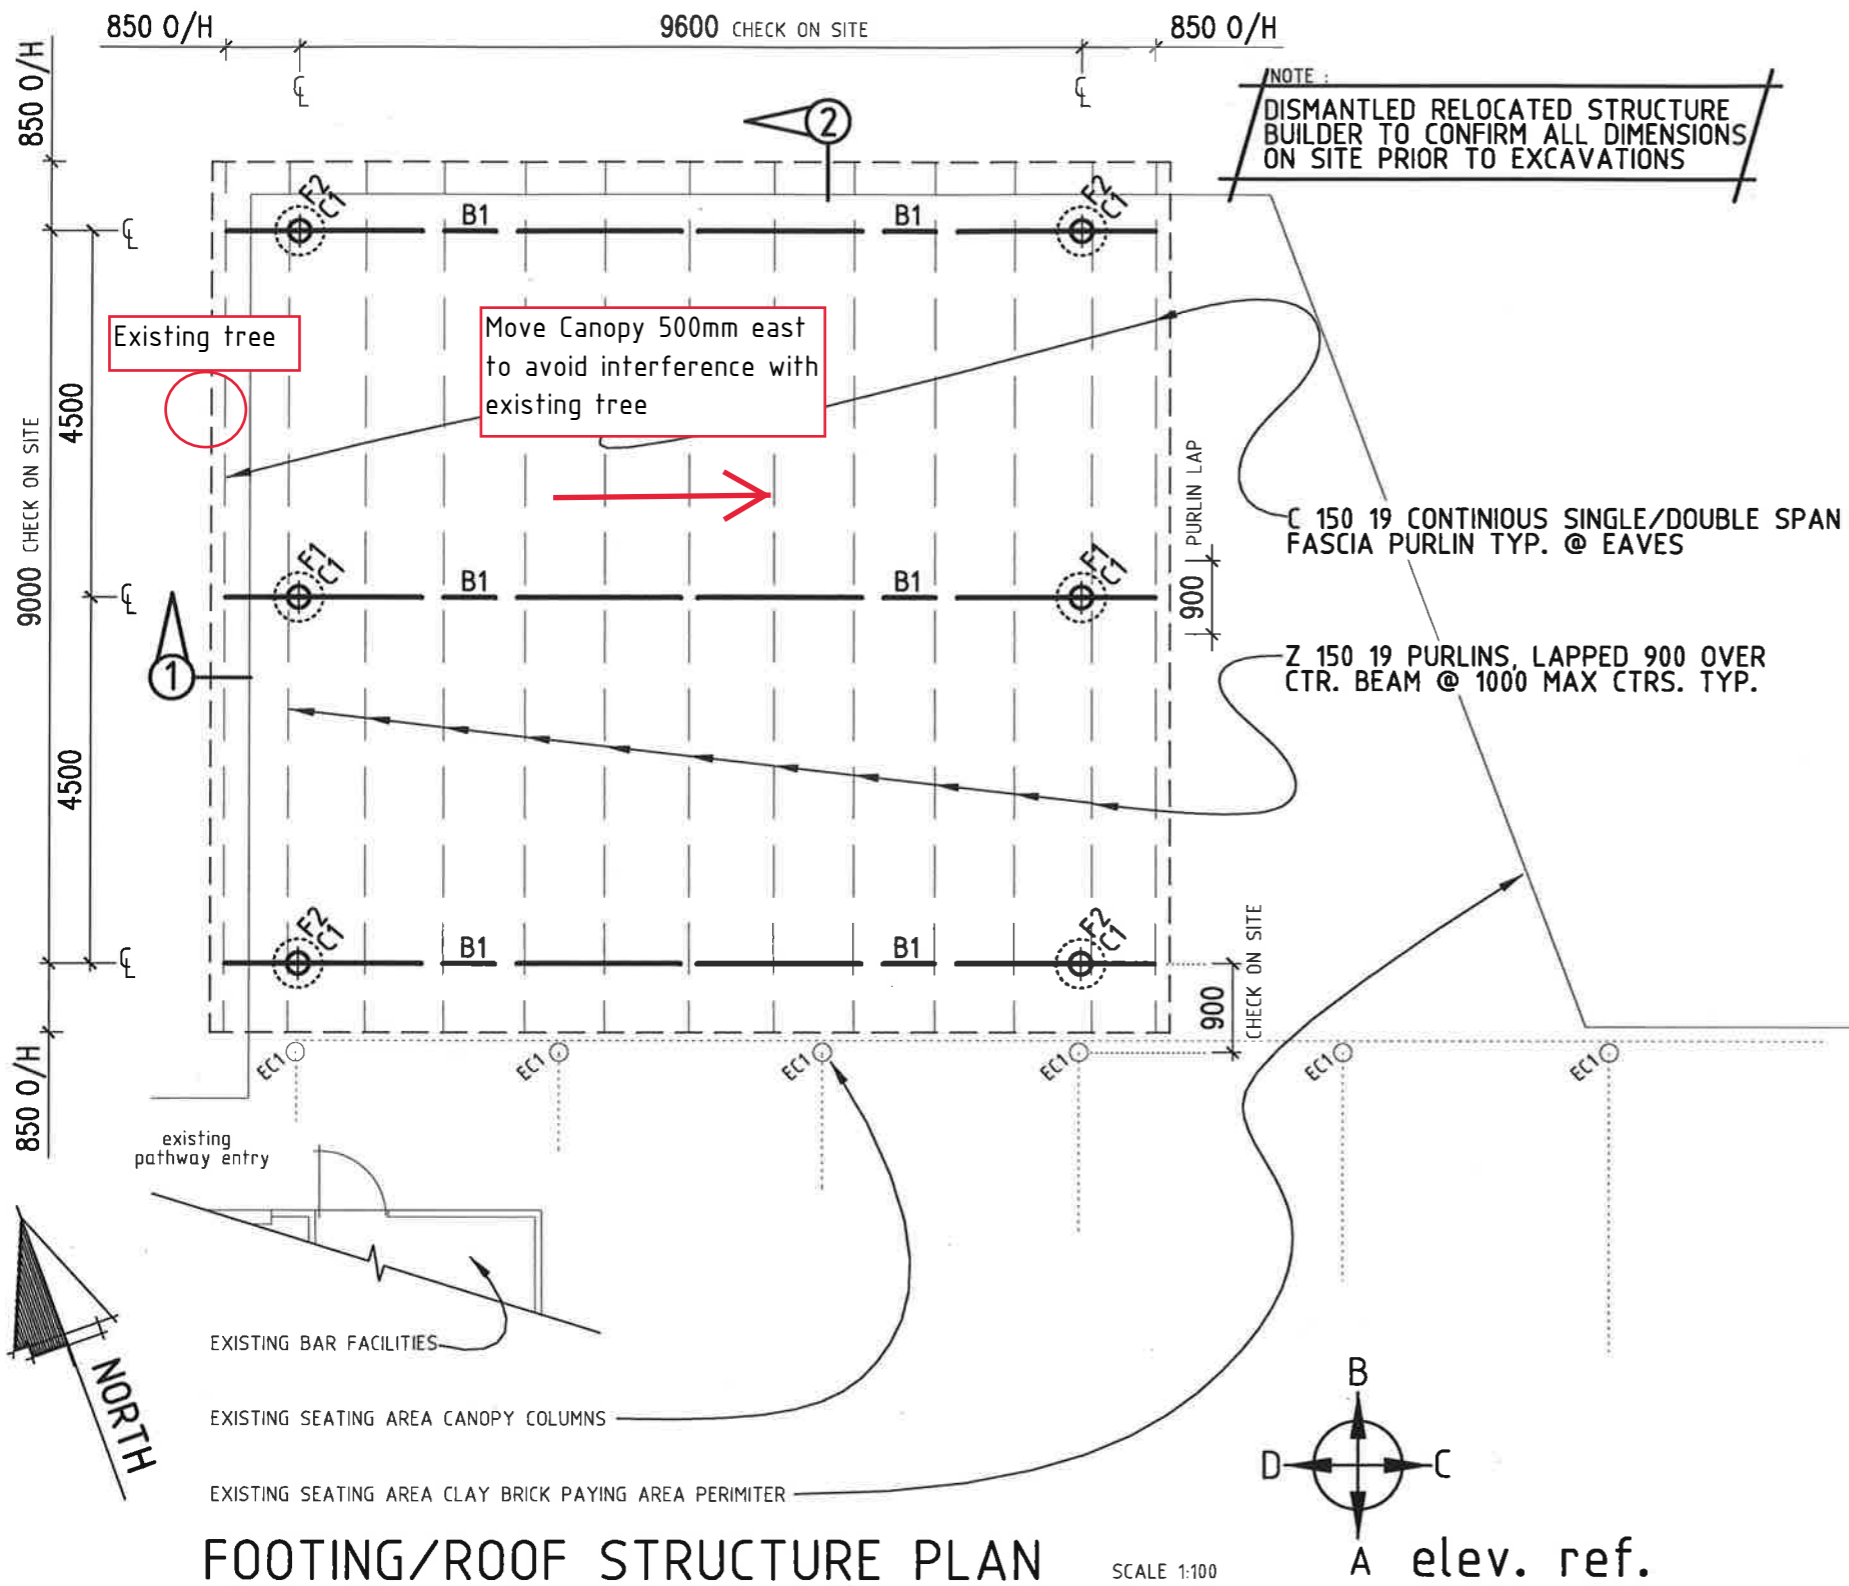 850 O/H
9600 CHECK ON SITE
850 O/H
850 O/H
℄
℄
NOTE :
DISMANTLED RELOCATED STRUCTURE
BUILDER TO CONFIRM ALL DIMENSIONS
ON SITE PRIOR TO EXCAVATIONS
2
F2
C1
B1
B1
F2
C1
℄
Existing tree
Move Canopy 500mm east
to avoid interference with
existing tree
4500
9000 CHECK ON SITE
PURLIN LAP
900
C 150 19 CONTINIOUS SINGLE/DOUBLE SPAN
FASCIA PURLIN TYP. @ EAVES
℄
F1
C1
B1
B1
F1
C1
1
Z 150 19 PURLINS, LAPPED 900 OVER
CTR. BEAM @ 1000 MAX CTRS. TYP.
4500
℄
F2
C1
B1
B1
F2
C1
900
CHECK ON SITE
850 O/H
EC1
EC1
EC1
EC1
EC1
EC1
existing
pathway entry
NORTH
EXISTING BAR FACILITIES
EXISTING SEATING AREA CANOPY COLUMNS
EXISTING SEATING AREA CLAY BRICK PAYING AREA PERIMITER
B
D
C
A
elev. ref.
FOOTING/ROOF STRUCTURE PLAN
SCALE 1:100